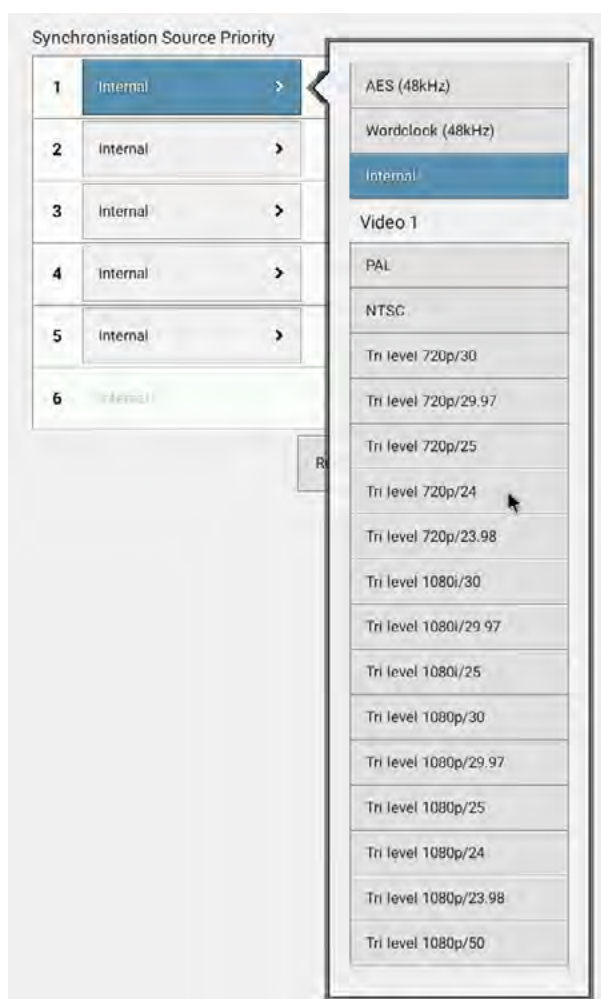 Synchronisation Source Priority
1 Internal >
2 Internal >
3 Internal >
4 Internal >
5 Internal >
6 Internal
AES (48kHz)
Wordclock (48kHz)
Internal
Video 1
PAL
NTSC
Tri level 720p/30
Tri level 720p/29.97
Tri level 720p/25
Tri level 720p/24
Tri level 720p/23.98
Tri level 1080i/30
Tri level 1080i/29.97
Tri level 1080i/25
Tri level 1080p/30
Tri level 1080p/29.97
Tri level 1080p/25
Tri level 1080p/24
Tri level 1080p/23.98
Tri level 1080p/50